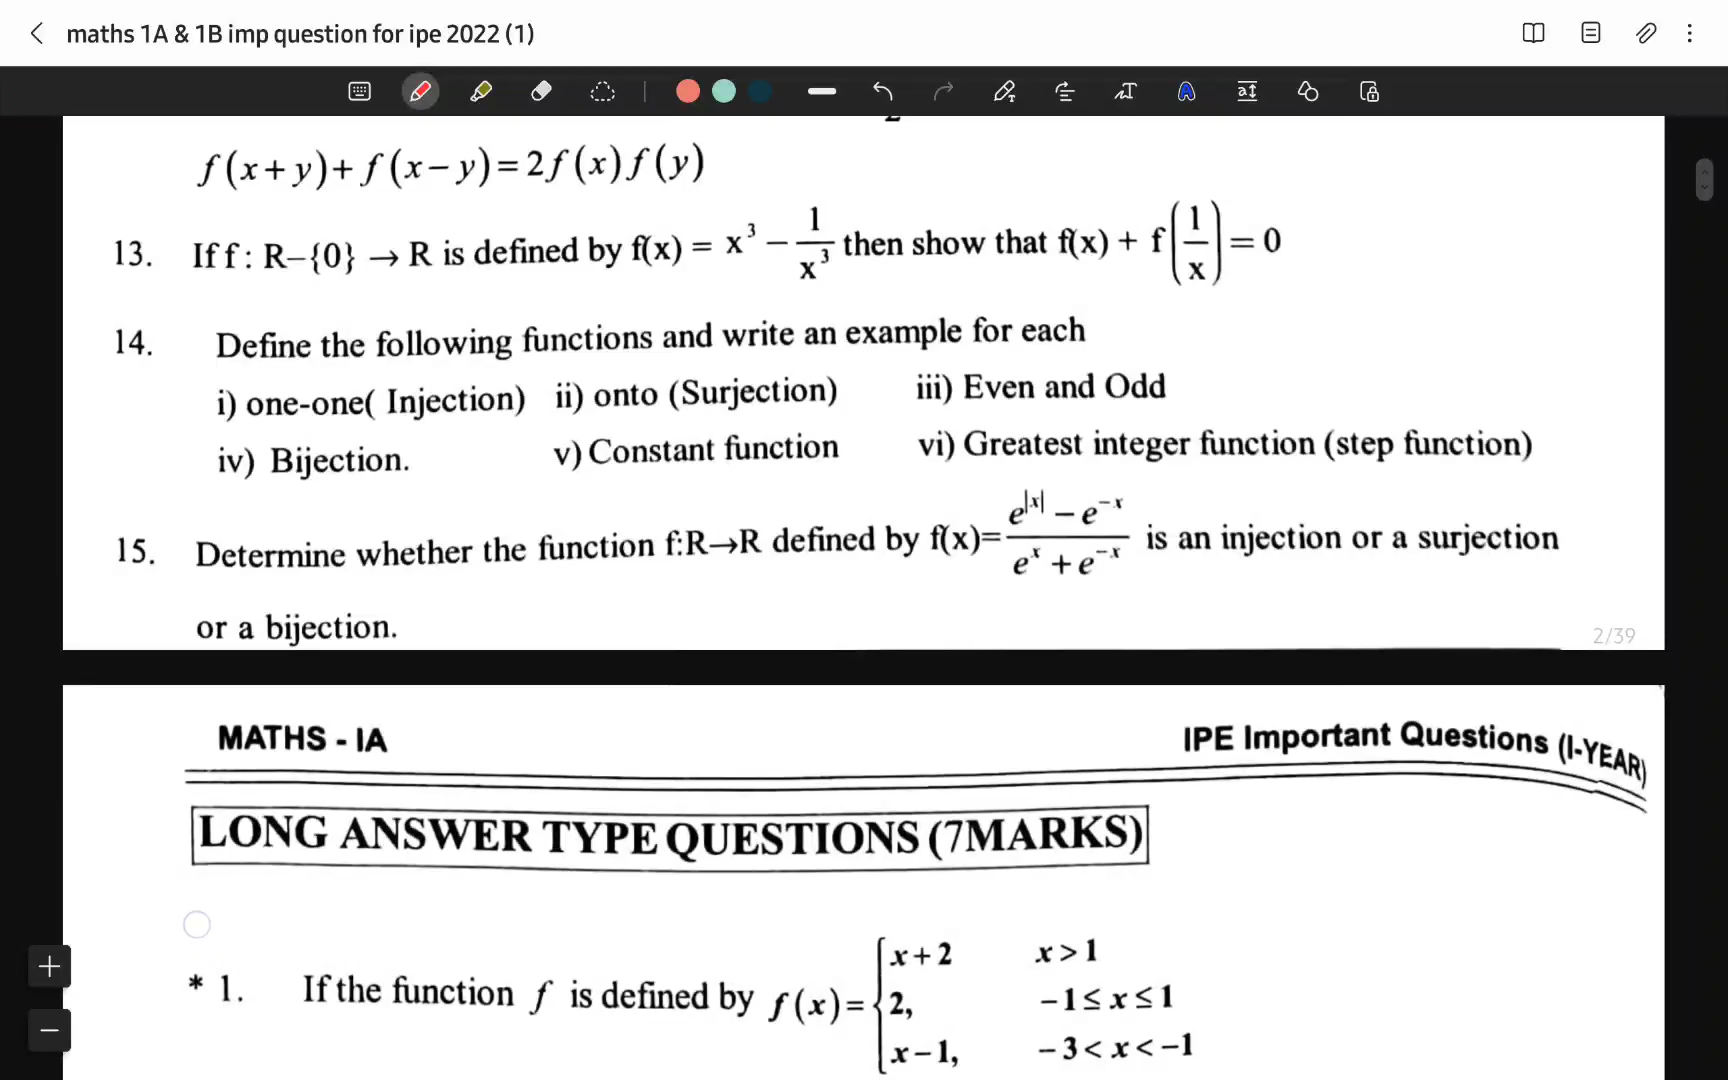 maths 1A & 1B imp question for ipe 2022 (1)
f(x+y)+f(x−y)=2f(x)f(y)
13. If f : R–{0} → R is defined by f(x) = x³ − 1/x³ then show that f(x) + f(1/x) = 0
14. Define the following functions and write an example for each
i) one-one( Injection) ii) onto (Surjection) iii) Even and Odd
iv) Bijection. v) Constant function vi) Greatest integer function (step function)
15. Determine whether the function f:R→R defined by f(x)= (e^|x| − e^−x)/(e^x + e^−x) is an injection or a surjection
or a bijection.
2/39
MATHS - IA IPE Important Questions (I-YEAR)
LONG ANSWER TYPE QUESTIONS (7MARKS)
* 1. If the function f is defined by f(x)= { x+2 x>1
2, −1≤x≤1
x−1, −3<x<−1